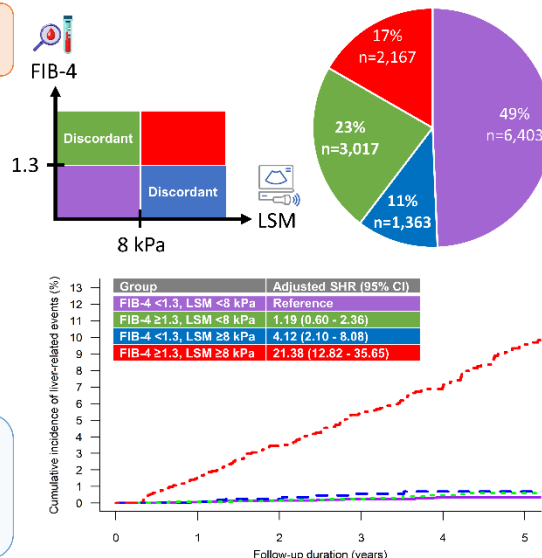 FIB-4
1.3
Discordant
Discordant
8 kPa
LSM
17%
n=2,167
49%
n=6,403
23%
n=3,017
11%
n=1,363
Cumulative incidence of liver-related events (%)
13
12
11
10
9
8
7
6
5
4
3
2
1
0
Group Adjusted SHR (95% CI)
FIB-4 <1.3, LSM <8 kPa Reference
FIB-4 ≥1.3, LSM <8 kPa 1.19 (0.60 - 2.36)
FIB-4 <1.3, LSM ≥8 kPa 4.12 (2.10 - 8.08)
FIB-4 ≥1.3, LSM ≥8 kPa 21.38 (12.82 - 35.65)
0 1 2 3 4 5
Follow-up duration (years)